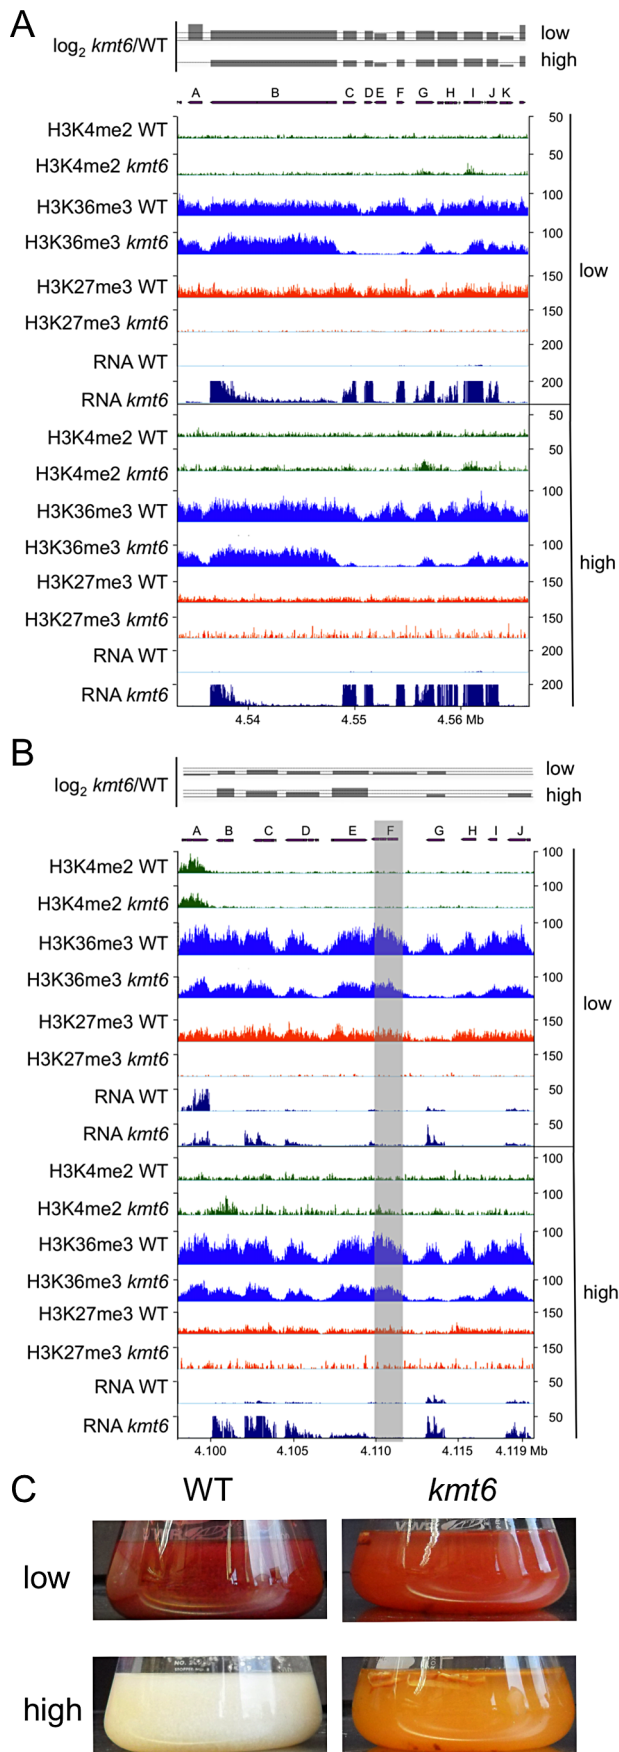 A
log2 kmt6/WT
low
high
A B C D E F G H I J K
H3K4me2 WT 50
H3K4me2 kmt6 50
H3K36me3 WT 100
H3K36me3 kmt6 100
low
H3K27me3 WT 150
H3K27me3 kmt6 150
RNA WT 200
RNA kmt6 200
H3K4me2 WT 50
H3K4me2 kmt6 50
H3K36me3 WT 100
H3K36me3 kmt6 100
high
H3K27me3 WT 150
H3K27me3 kmt6 150
RNA WT 200
RNA kmt6 200
4.54 4.55 4.56 Mb
B
log2 kmt6/WT
low
high
A B C D E F G H I J
H3K4me2 WT 100
H3K4me2 kmt6 100
H3K36me3 WT 100
H3K36me3 kmt6 100
low
H3K27me3 WT 150
H3K27me3 kmt6 150
RNA WT 50
RNA kmt6 50
H3K4me2 WT 100
H3K4me2 kmt6 100
H3K36me3 WT 100
H3K36me3 kmt6 100
high
H3K27me3 WT 150
H3K27me3 kmt6 150
RNA WT 50
RNA kmt6 50
4.100 4.105 4.110 4.115 4.119 Mb
C
WT kmt6
low
VWR
VWR
high
NO.